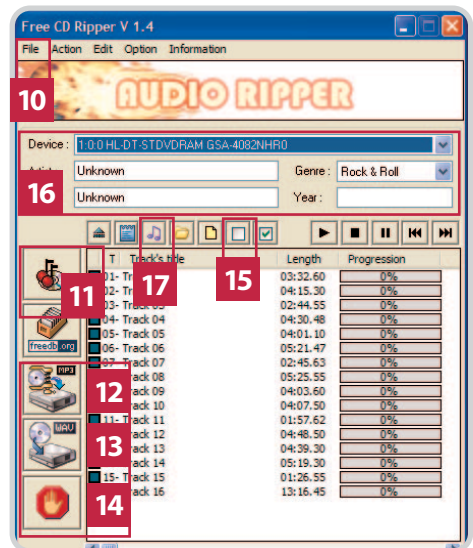 Free CD Ripper V 1.4
File Action Edit Option Information
10
AUDIO RIPPER
Device : 1:0:0 HL-DT-STDVDRAM GSA-4082NHR0
16
Unknown Genre : Rock & Roll
Unknown Year :
11 17 15
T Track's title Length Progression
01- 03:32.60 0%
02- 04:15.30 0%
03- 02:44.55 0%
04- Track 04 04:30.48 0%
05- Track 05 04:01.10 0%
freedb.org
06- Track 06 05:21.47 0%
07- Track 07 02:45.63 0%
MP3
Track 08 05:25.55 0%
12
Track 09 04:03.60 0%
Track 10 04:07.50 0%
11- Track 11 01:57.62 0%
WAV
13
Track 12 04:48.50 0%
Track 13 04:39.30 0%
Track 14 05:19.30 0%
15- Track 15 01:26.55 0%
14
Track 16 13:16.45 0%